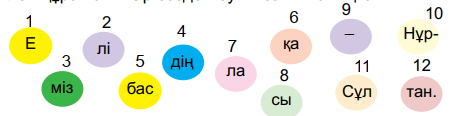 1 2 3 4 5 6 7 8 9 10 11 12
Е лі міз дің бас қа ла сы – Нұр- Сұл тан.